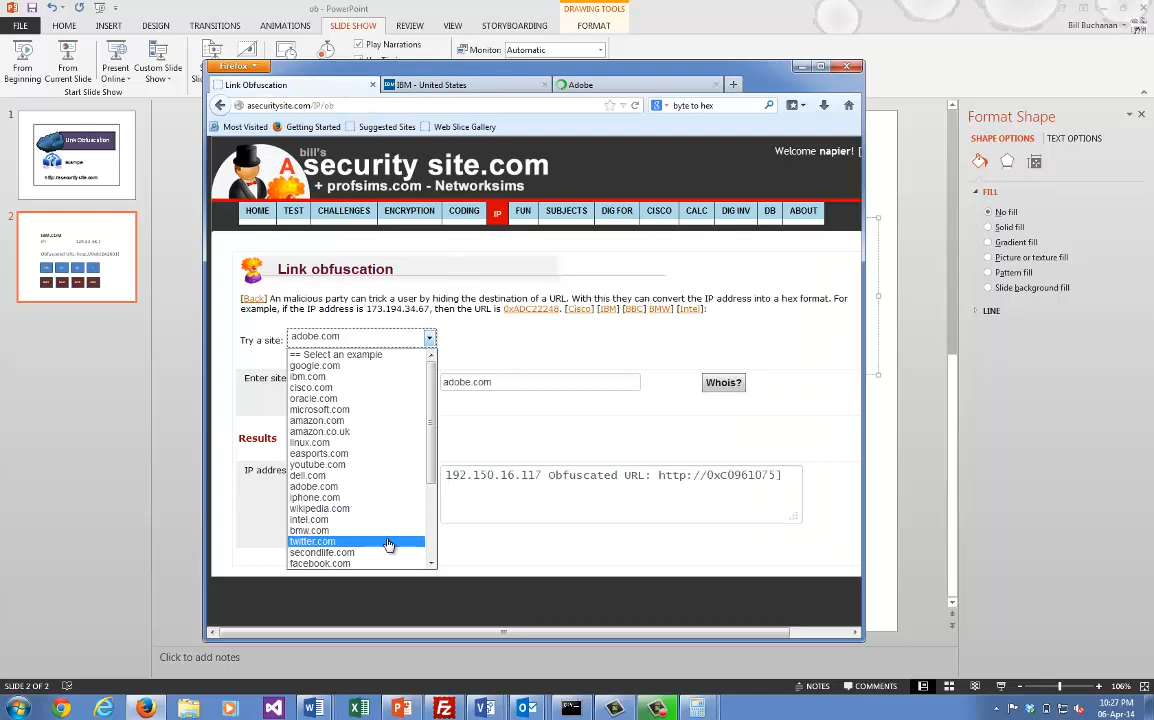 ob - PowerPoint
DRAWING TOOLS
FILE HOME INSERT DESIGN TRANSITIONS ANIMATIONS SLIDE SHOW REVIEW VIEW STORYBOARDING FORMAT
Bill Buchanan
From Beginning
From Current Slide
Present Online
Custom Slide Show
Start Slide Show
Play Narrations
Monitor: Automatic
Firefox
Link Obfuscation
IBM - United States
Adobe
asecuritysite.com/IP/ob
byte to hex
Most Visited Getting Started Suggested Sites Web Slice Gallery
bill's
A security site.com
+ profsims.com - Networksims
Welcome napier! [
HOME TEST CHALLENGES ENCRYPTION CODING IP FUN SUBJECTS DIG FOR CISCO CALC DIG INV DB ABOUT
Link obfuscation
[Back] An malicious party can trick a user by hiding the destination of a URL. With this they can convert the IP address into a hex format. For
example, if the IP address is 173.194.34.67, then the URL is 0xADC22248. [Cisco] [IBM] [BBC] BMW] [Intel]:
Try a site: adobe.com
== Select an example
google.com
ibm.com
cisco.com
oracle.com
microsoft.com
amazon.com
amazon.co.uk
linux.com
easports.com
youtube.com
dell.com
adobe.com
iphone.com
wikipedia.com
intel.com
bmw.com
twitter.com
secondlife.com
facebook.com
Enter site
adobe.com
Whois?
Results
IP addre
192.150.16.117 Obfuscated URL: http://0xC0961075]
1
Link Obfuscation
Example
http://asecuritysite.com
2
IBM.COM
Format Shape
SHAPE OPTIONS TEXT OPTIONS
FILL
No fill
Solid fill
Gradient fill
Picture or texture fill
Pattern fill
Slide background fill
LINE
Click to add notes
SLIDE 2 OF 2
NOTES
COMMENTS
106%
10:27 PM
06-Apr-14